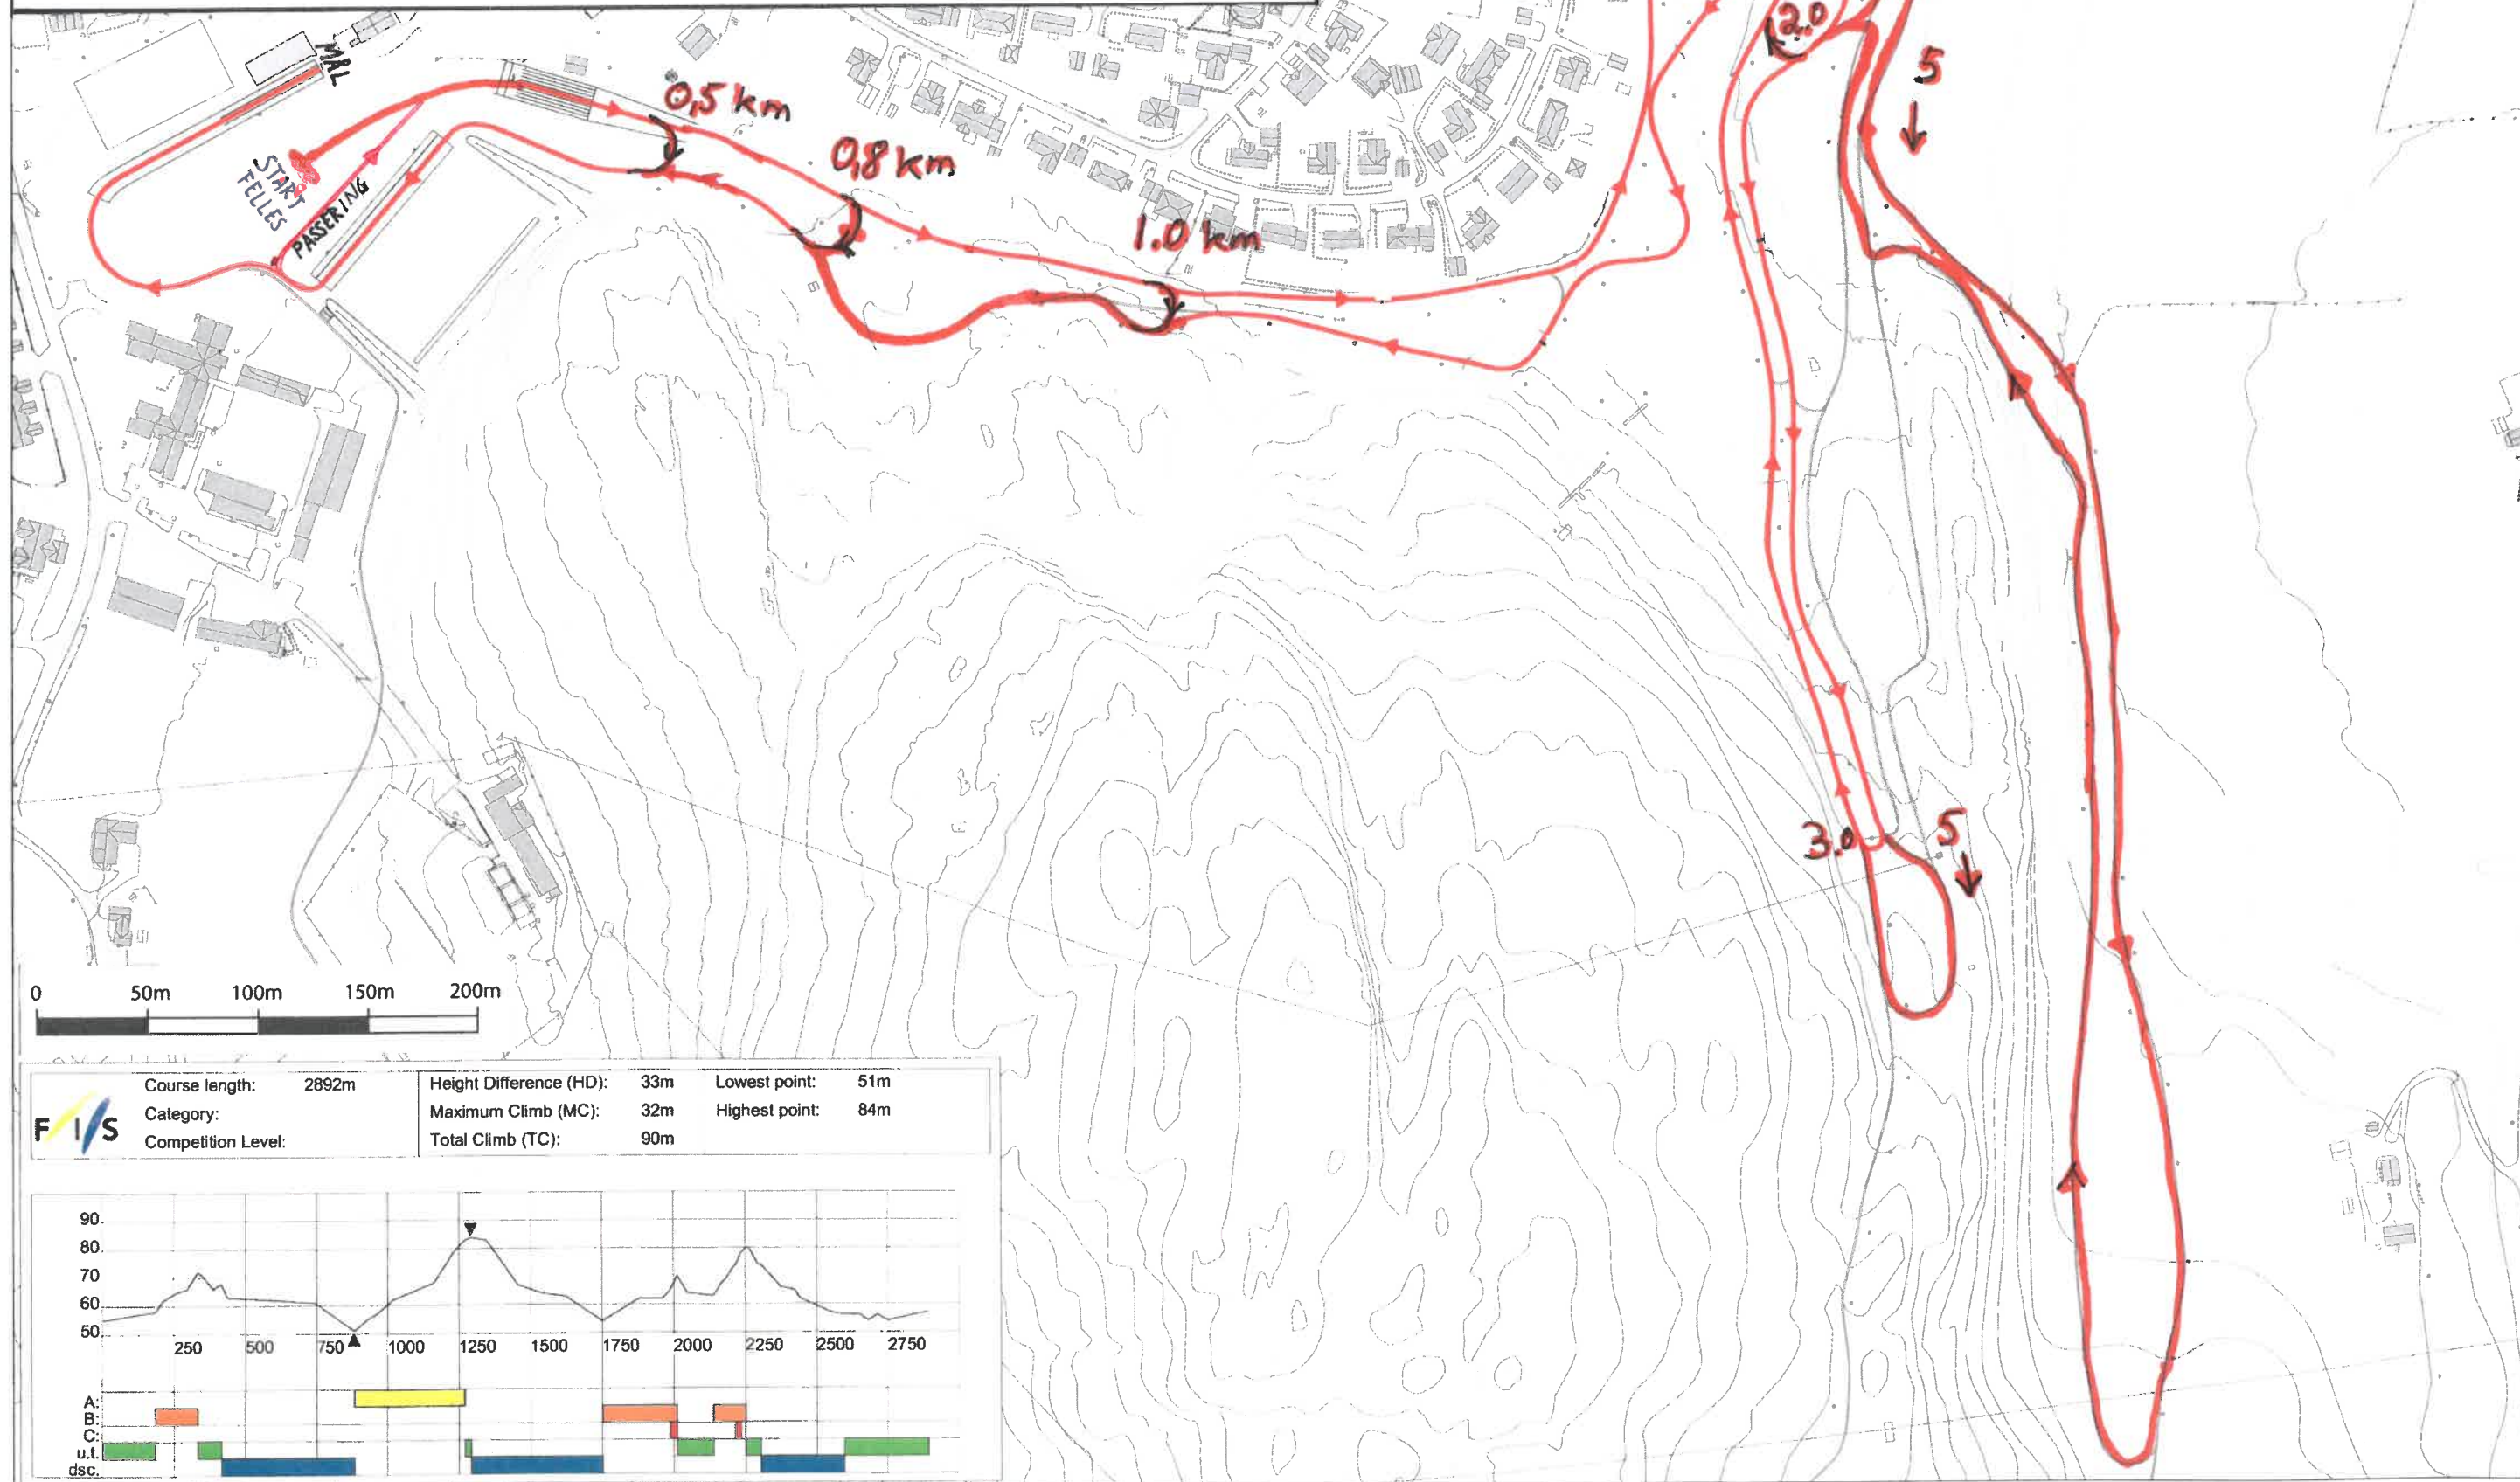 MÅL
2.0
5
0,5 km
0,8 km
START
FELLES
PASSERING
1.0 km
3.0
5
0 50m 100m 150m 200m
FIS
Course length: 2892m
Category:
Competition Level:
Height Difference (HD): 33m
Maximum Climb (MC): 32m
Total Climb (TC): 90m
Lowest point: 51m
Highest point: 84m
90
80
70
60
50
250 500 750 1000 1250 1500 1750 2000 2250 2500 2750
A:
B:
C:
u.t.
dsc.